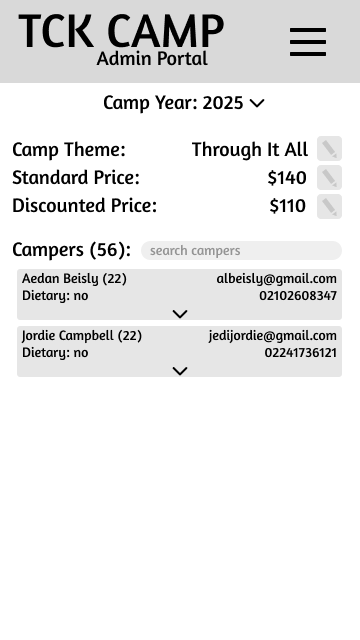 TCK CAMP
Admin Portal
Camp Year: 2025
Camp Theme: Through It All
Standard Price: $140
Discounted Price: $110
Campers (56): search campers
Aedan Beisly (22) albeisly@gmail.com
Dietary: no 02102608347
Jordie Campbell (22) jedijordie@gmail.com
Dietary: no 02241736121